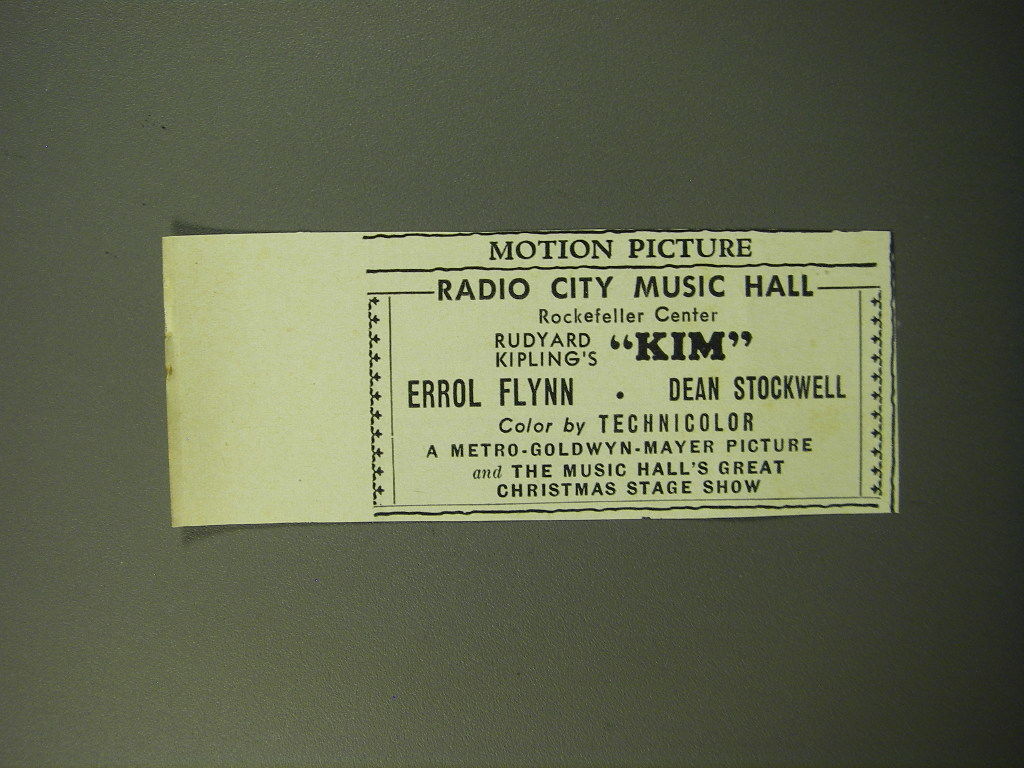 MOTION PICTURE
RADIO CITY MUSIC HALL
Rockefeller Center
RUDYARD
KIPLING'S "KIM"
ERROL FLYNN • DEAN STOCKWELL
Color by TECHNICOLOR
A METRO-GOLDWYN-MAYER PICTURE
and THE MUSIC HALL'S GREAT
CHRISTMAS STAGE SHOW